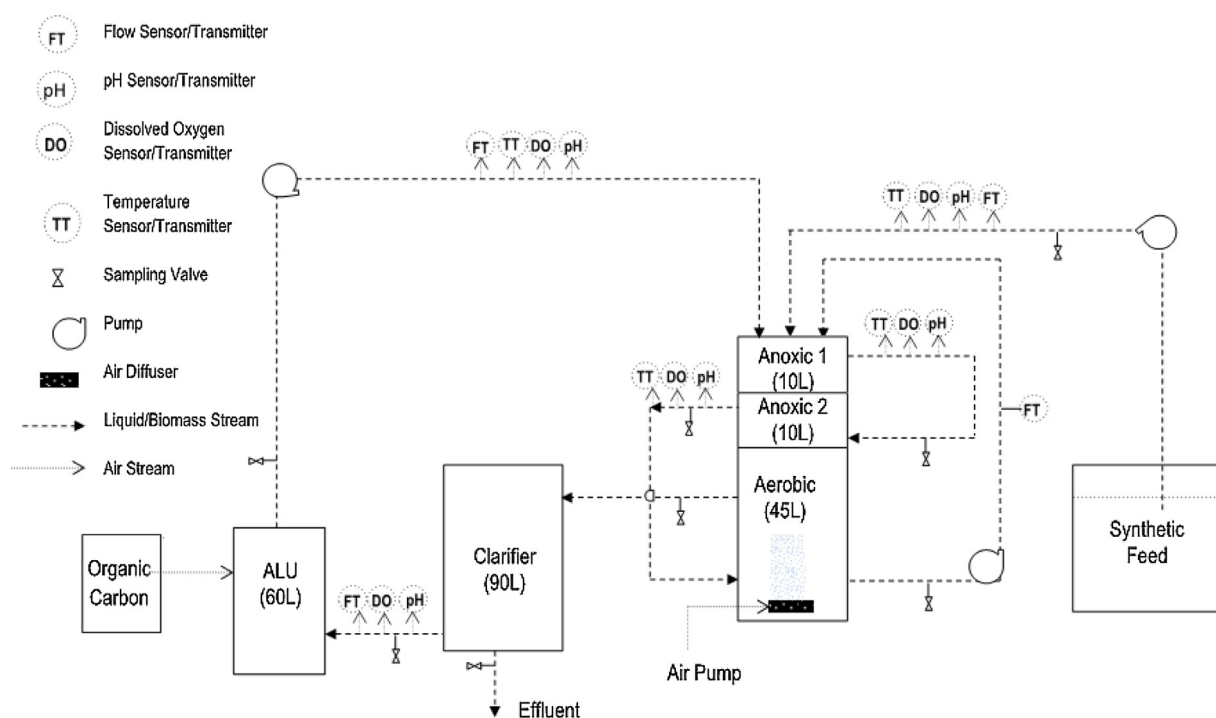 FT
Flow Sensor/Transmitter
pH
pH Sensor/Transmitter
DO
Dissolved Oxygen
Sensor/Transmitter
TT
Temperature
Sensor/Transmitter
Sampling Valve
Pump
Air Diffuser
Liquid/Biomass Stream
Air Stream
FT TT DO pH
TT DO pH FT
TT DO pH
TT DO pH
FT
Anoxic 1
(10L)
Anoxic 2
(10L)
Aerobic
(45L)
Air Pump
Synthetic
Feed
Clarifier
(90L)
Effluent
FT DO pH
ALU
(60L)
Organic
Carbon